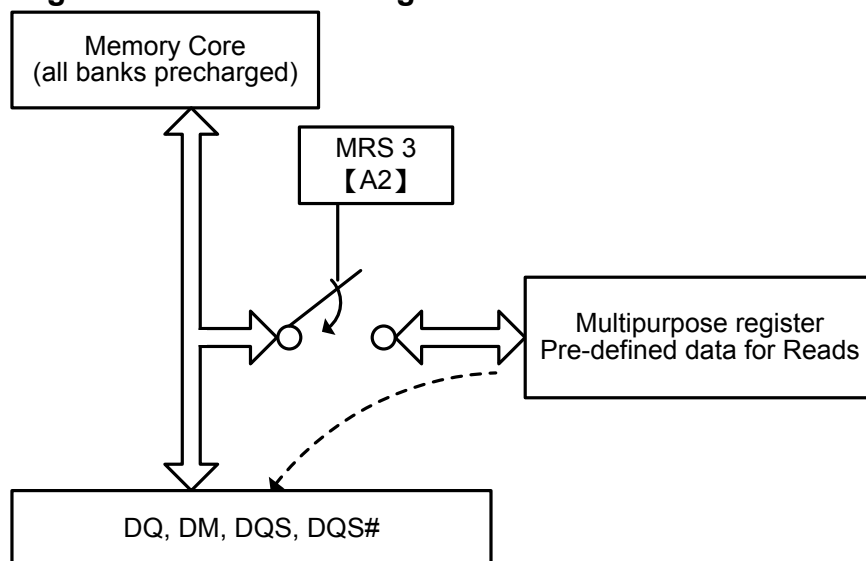 Memory Core
(all banks precharged)
MRS 3
【A2】
Multipurpose register
Pre-defined data for Reads
DQ, DM, DQS, DQS#